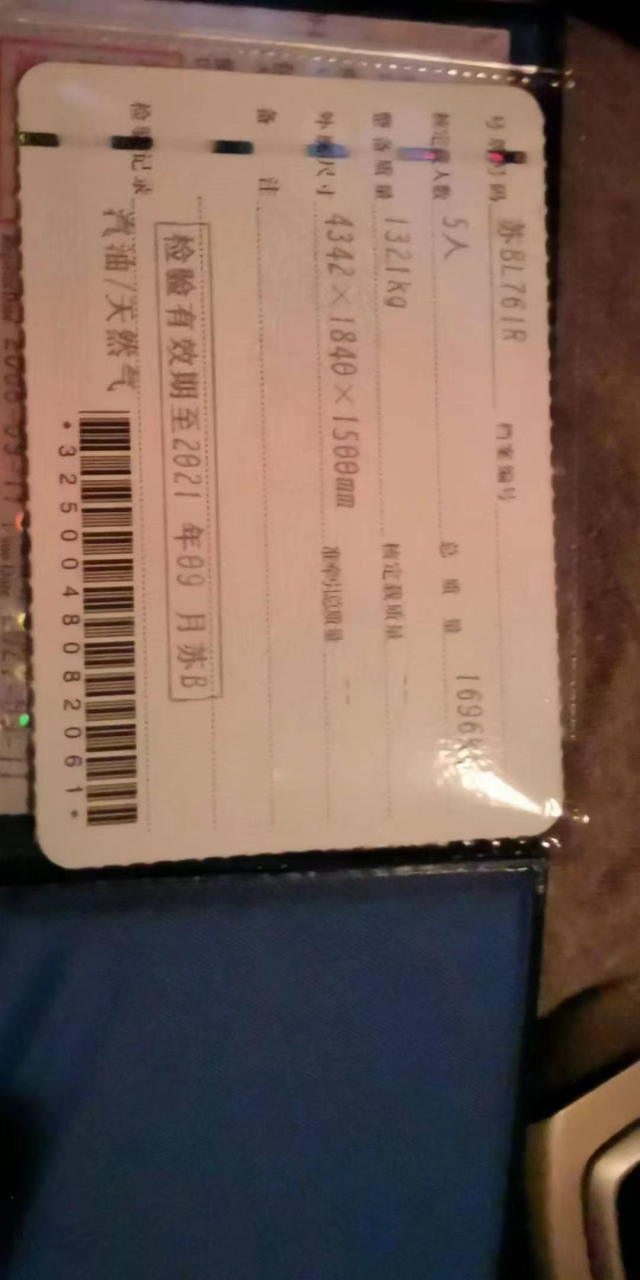 号牌号码 苏BL761R 档案编号
核定载人数 5人 总质量 1696kg
整备质量 1321kg 核定载质量 --
外廓尺寸 4342×1840×1500mm 准牵引总质量 --
备注
检验有效期至2021年09月苏B
检验记录 汽油/天然气
*3250048082061*